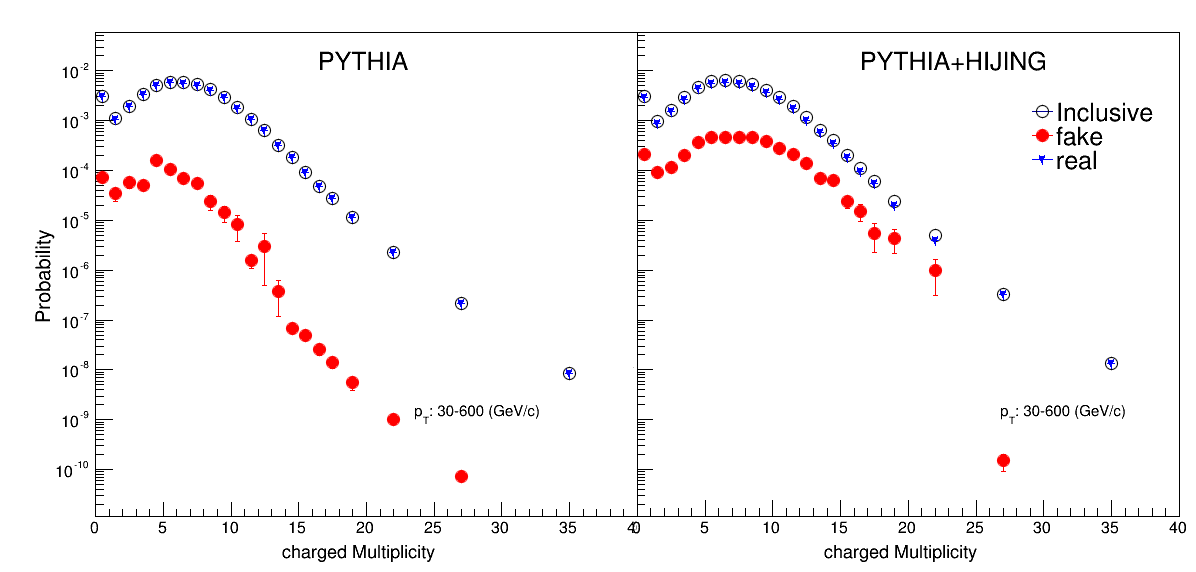 PYTHIA
PYTHIA+HIJING
Inclusive
fake
real
Probability
10⁻²
10⁻³
10⁻⁴
10⁻⁵
10⁻⁶
10⁻⁷
10⁻⁸
10⁻⁹
10⁻¹⁰
p_T: 30-600 (GeV/c)
p_T: 30-600 (GeV/c)
0 5 10 15 20 25 30 35 40
5 10 15 20 25 30 35 40
charged Multiplicity
charged Multiplicity